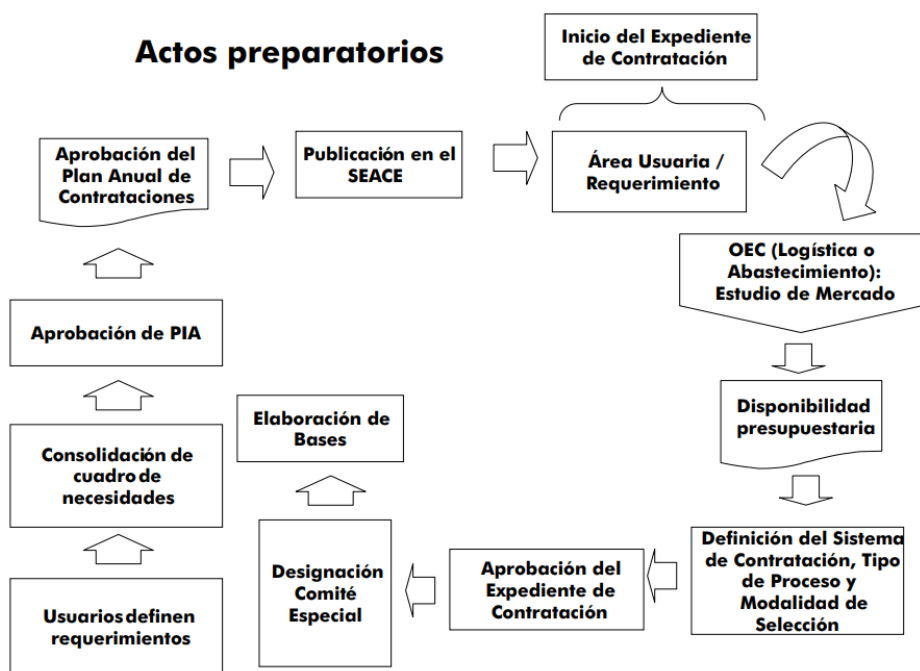 Actos preparatorios
Inicio del Expediente
de Contratación
Aprobación del
Plan Anual de
Contrataciones
Publicación en el
SEACE
Área Usuaria /
Requerimiento
OEC (Logística o
Abastecimiento):
Estudio de Mercado
Aprobación de PIA
Disponibilidad
presupuestaria
Elaboración de
Bases
Consolidación de
cuadro de
necesidades
Definición del Sistema
de Contratación, Tipo
de Proceso y
Modalidad de
Selección
Aprobación del
Expediente de
Contratación
Designación
Comité
Especial
Usuarios definen
requerimientos